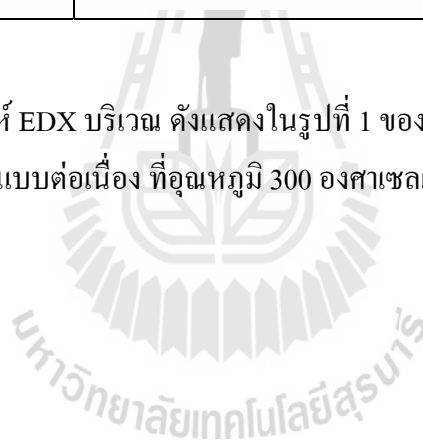 ห์ EDX บริเวณ ดังแสดงในรูปที่ 1 ของ
แบบต่อเนื่อง ที่อุณหภูมิ 300 องศาเซลเ
มหาวิทยาลัยเทคโนโลยีสุรนารี